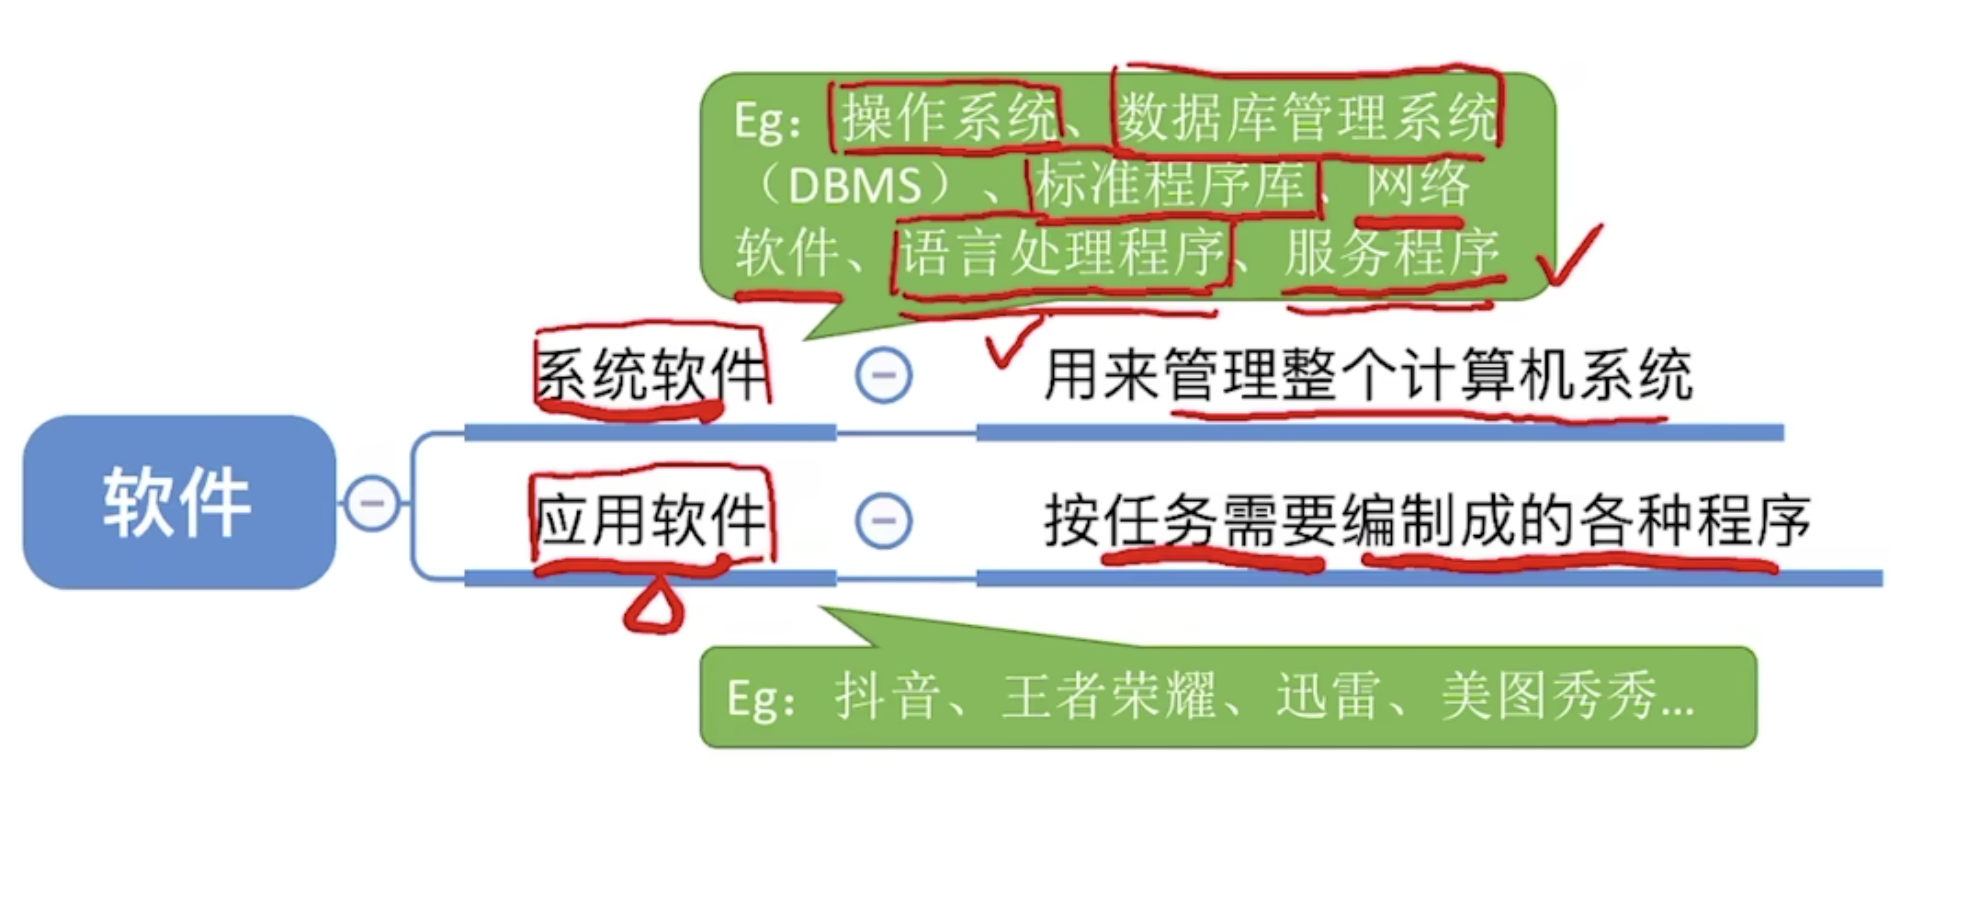 Eg：操作系统、数据库管理系统
（DBMS）、标准程序库、网络
软件、语言处理程序、服务程序
系统软件
用来管理整个计算机系统
软件
应用软件
按任务需要编制成的各种程序
Eg：抖音、王者荣耀、迅雷、美图秀秀...